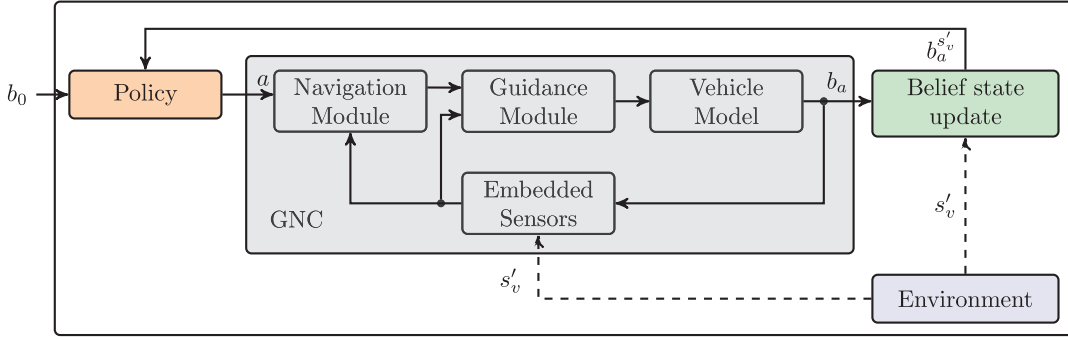 b_a^{s'_v}
b_0
Policy
a
Navigation
Module
Guidance
Module
Vehicle
Model
b_a
Belief state
update
Embedded
Sensors
GNC
s'_v
s'_v
Environment